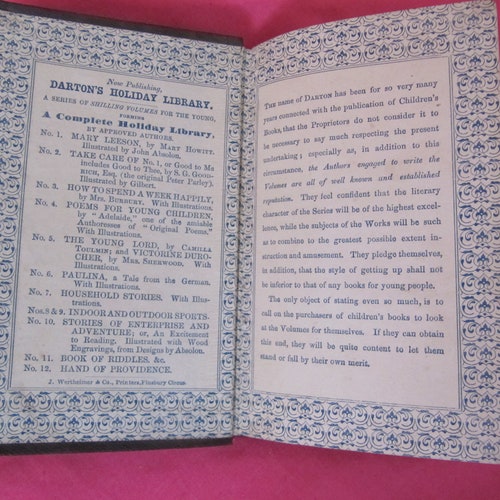 Now Publishing,
DARTON'S HOLIDAY LIBRARY,
A SERIES OF SHILLING VOLUMES FOR THE YOUNG,
FORMING
A Complete Holiday Library,
BY APPROVED AUTHORS.
No. 1. MARY LEESON, by Mary Howitt.
Illustrated by John Absolon.
No. 2. TAKE CARE OF No. 1, or Good to Me
includes Good to Thee, by S. G. Good-
rich, Esq. (the original Peter Parley).
Illustrated by Gilbert.
No. 3. HOW TO SPEND A WEEK HAPPILY,
by Mrs. Burbury. With Illustrations.
No. 4. POEMS FOR YOUNG CHILDREN,
by "Adelaide," one of the amiable
Authoresses of "Original Poems."
With Illustrations.
No. 5. THE YOUNG LORD, by Camilla
Toulmin; and VICTORINE DURO-
CHER, by Mrs. Sherwood. With
Illustrations.
No. 6. PAULINA, a Tale from the German.
With Illustrations.
No. 7. HOUSEHOLD STORIES. With Illus-
trations.
Nos. 8 & 9. INDOOR AND OUTDOOR SPORTS.
No. 10. STORIES OF ENTERPRISE AND
ADVENTURE; or, An Excitement
to Reading. Illustrated with Wood
Engravings, from Designs by Absolon.
No. 11. BOOK OF RIDDLES, &c.
No. 12. HAND OF PROVIDENCE.
J. Wertheimer & Co., Printers, Finsbury Circus.
The name of Darton has been for so very many
years connected with the publication of Children's
Books, that the Proprietors do not consider it to
be necessary to say much respecting the present
undertaking; especially as, in addition to this
circumstance, the Authors engaged to write the
Volumes are all of well known and established
reputation. They feel confident that the literary
character of the Series will be of the highest excel-
lence, while the subjects of the Works will be such
as to combine to the greatest possible extent in-
struction and amusement. They pledge themselves,
in addition, that the style of getting up shall not
be inferior to that of any books for young people.
The only object of stating even so much, is to
call on the purchasers of children's books to look
at the Volumes for themselves. If they can obtain
this end, they will be quite content to let them
stand or fall by their own merit.